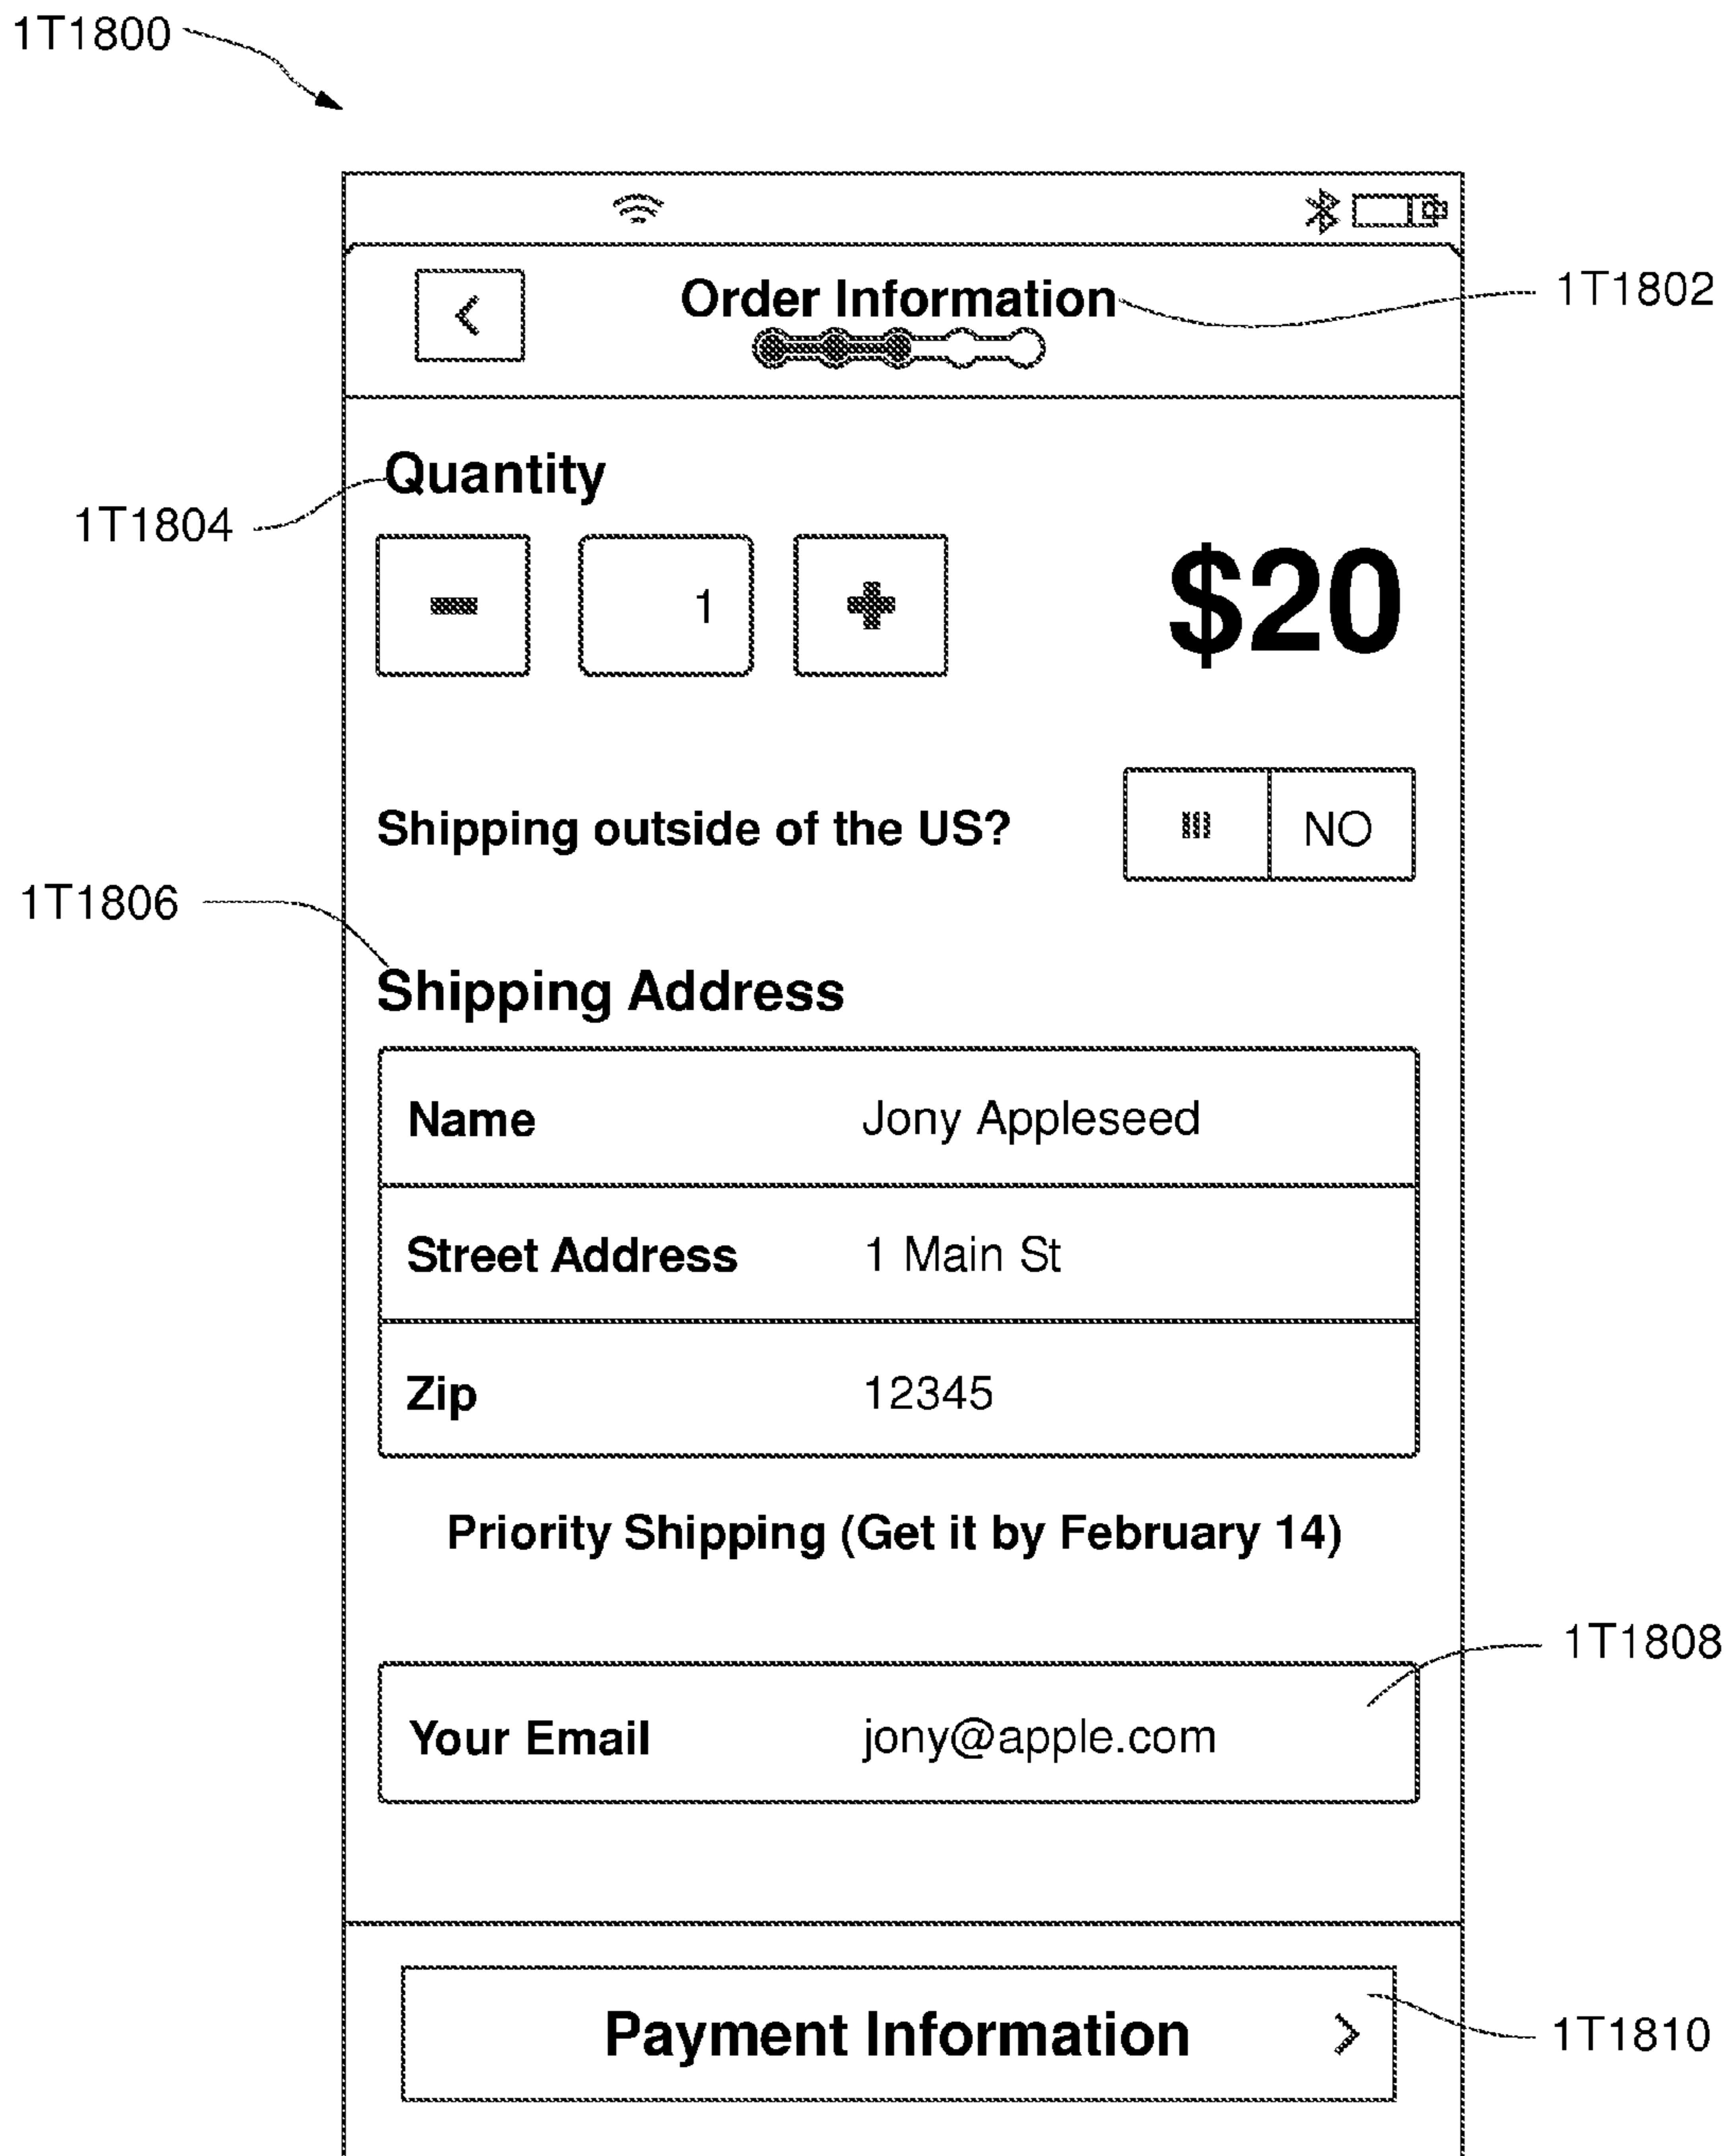 1T1800
Order Information
1T1802
Quantity
1T1804
1
$20
Shipping outside of the US?
NO
1T1806
Shipping Address
Name Jony Appleseed
Street Address 1 Main St
Zip 12345
Priority Shipping (Get it by February 14)
1T1808
Your Email jony@apple.com
Payment Information
1T1810